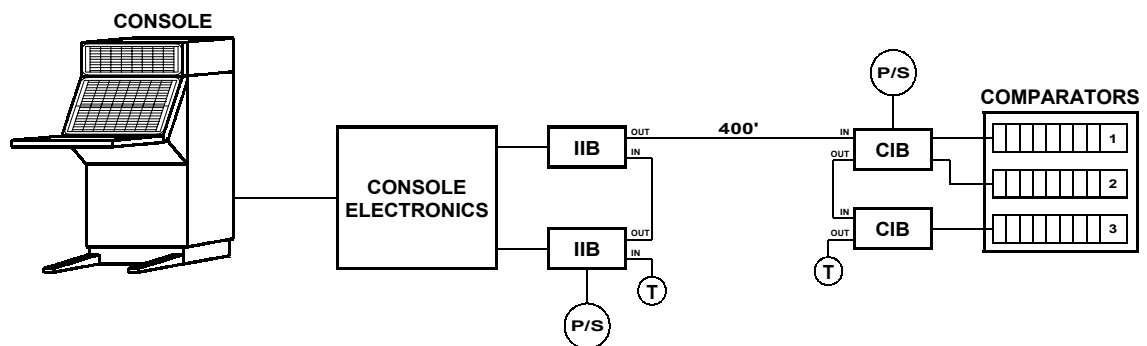 CONSOLE
P/S
COMPARATORS
OUT
400'
IN
IIB
IN
CIB
OUT
1
CONSOLE
ELECTRONICS
2
IN
OUT
IIB
IN
CIB
OUT
3
T
T
P/S